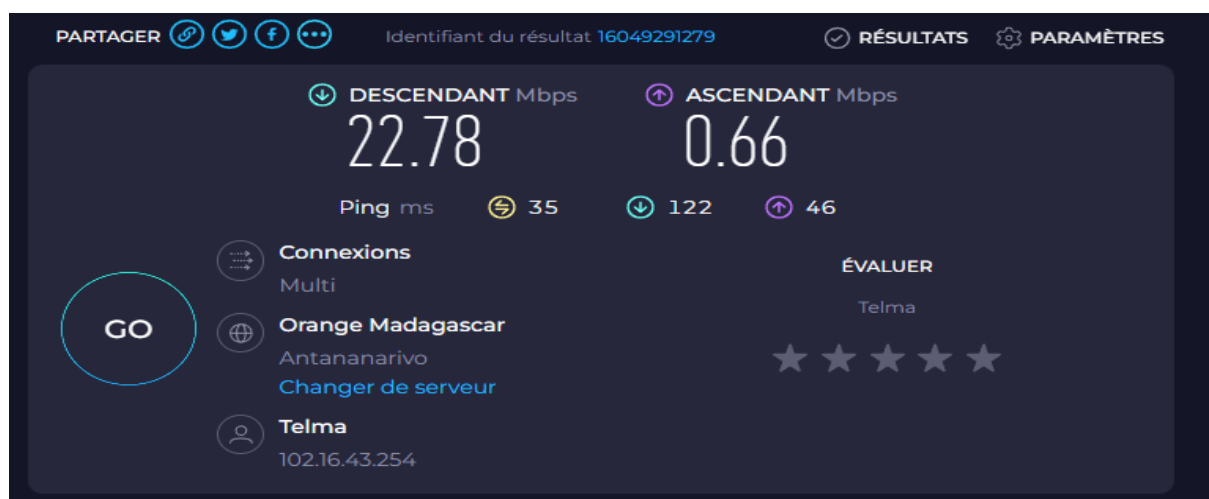 PARTAGER Identifiant du résultat 16049291279 RÉSULTATS PARAMÈTRES
DESCENDANT Mbps ASCENDANT Mbps
22.78 0.66
Ping ms 35 122 46
Connexions
Multi
ÉVALUER
Telma
GO
Orange Madagascar
Antananarivo
Changer de serveur
Telma
102.16.43.254